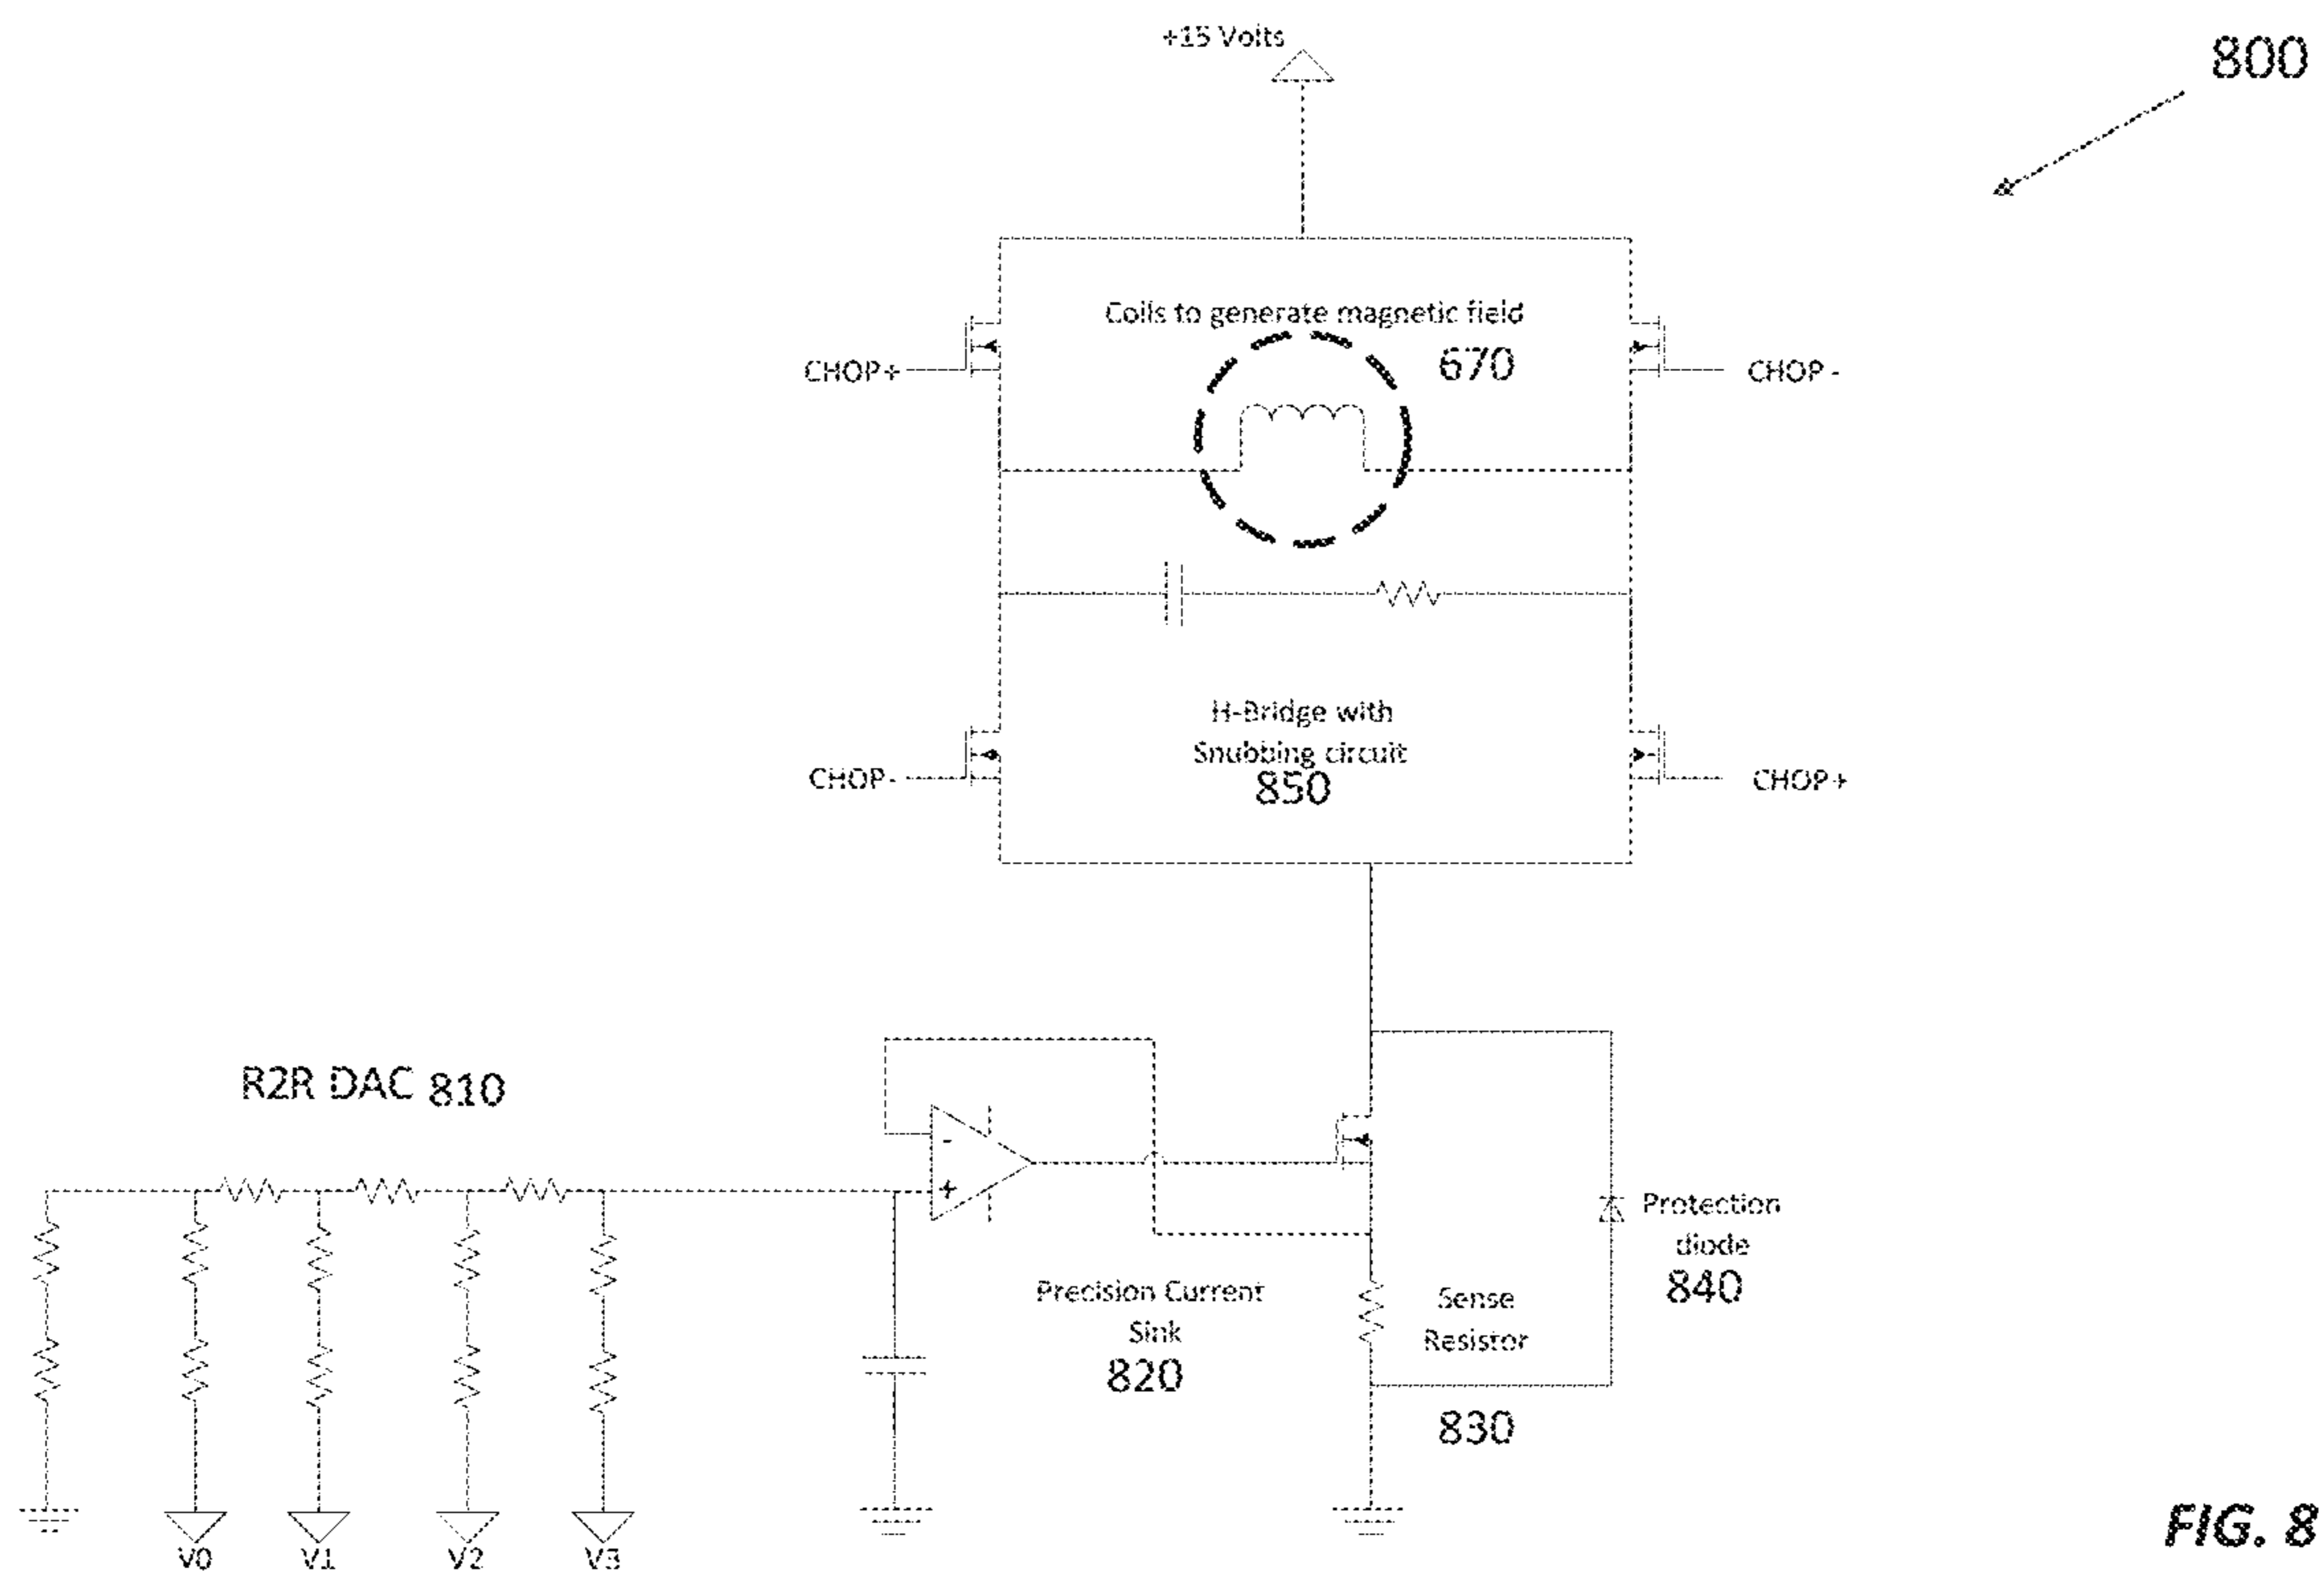 +15 Volts
800
Coils to generate magnetic field
670
CHOP+
CHOP -
H-Bridge with
Snubbing circuit
850
CHOP-
CHOP+
R2R DAC 810
-
+
Precision Current
Sink
820
Sense
Resistor
830
Protection
diode
840
V0
V1
V2
V3
FIG. 8